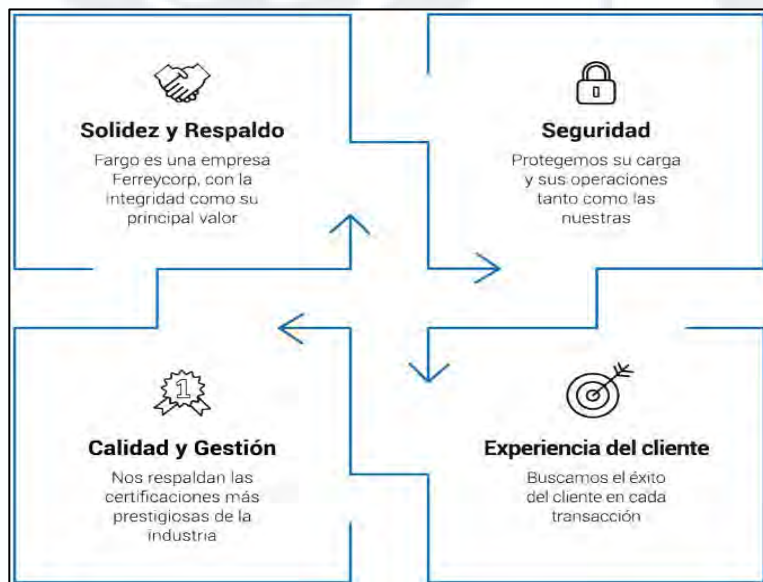 Solidez y Respaldo
Fargo es una empresa
Ferreycorp, con la
integridad como su
principal valor
Seguridad
Protegemos su carga
y sus operaciones
tanto como las
nuestras
1
Calidad y Gestión
Nos respaldan las
certificaciones más
prestigiosas de la
industria
Experiencia del cliente
Buscamos el éxito
del cliente en cada
transacción